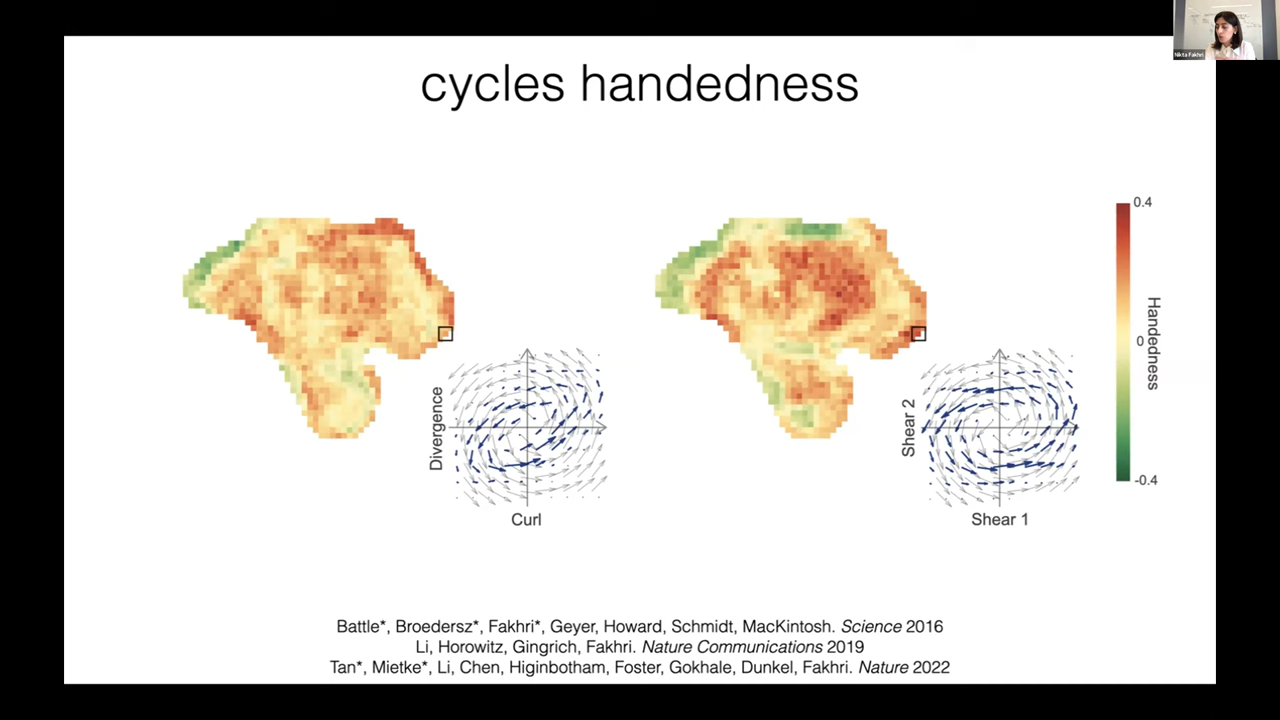 Nikta Fakhri
cycles handedness
0.4
0
-0.4
Handedness
Divergence
Curl
Shear 2
Shear 1
Battle*, Broedersz*, Fakhri*, Geyer, Howard, Schmidt, MacKintosh. Science 2016
Li, Horowitz, Gingrich, Fakhri. Nature Communications 2019
Tan*, Mietke*, Li, Chen, Higinbotham, Foster, Gokhale, Dunkel, Fakhri. Nature 2022